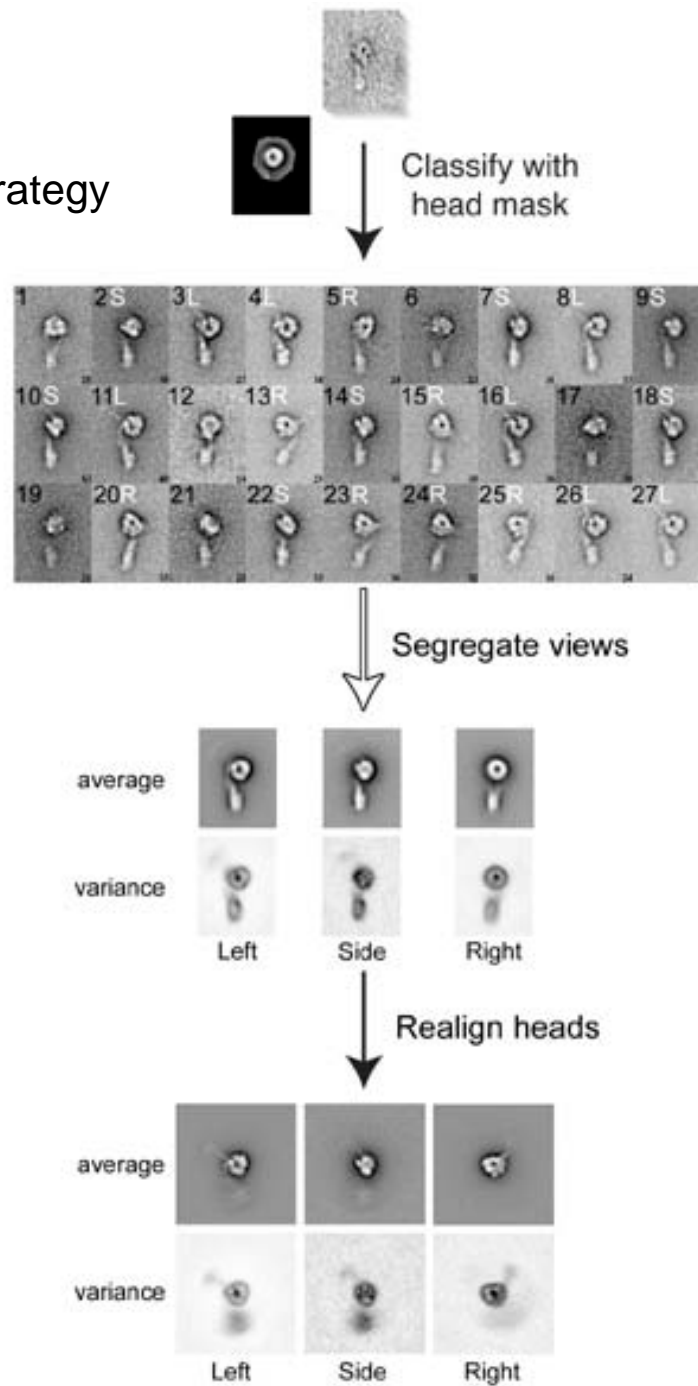 rategy
Classify with
head mask
1 2S 3L 4L 5R 6 7S 8L 9S
10S 11L 12 13R 14S 15R 16L 17 18S
19 20R 21 22S 23R 24R 25R 26L 27L
Segregate views
average
variance
Left Side Right
Realign heads
average
variance
Left Side Right